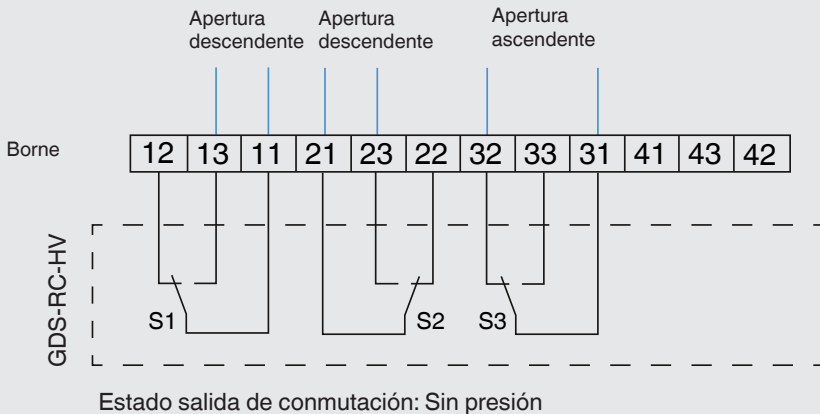 Apertura
descendente
Apertura
descendente
Apertura
ascendente
Borne
12 13 11 21 23 22 32 33 31 41 43 42
GDS-RC-HV
S1 S2 S3
Estado salida de conmutación: Sin presión